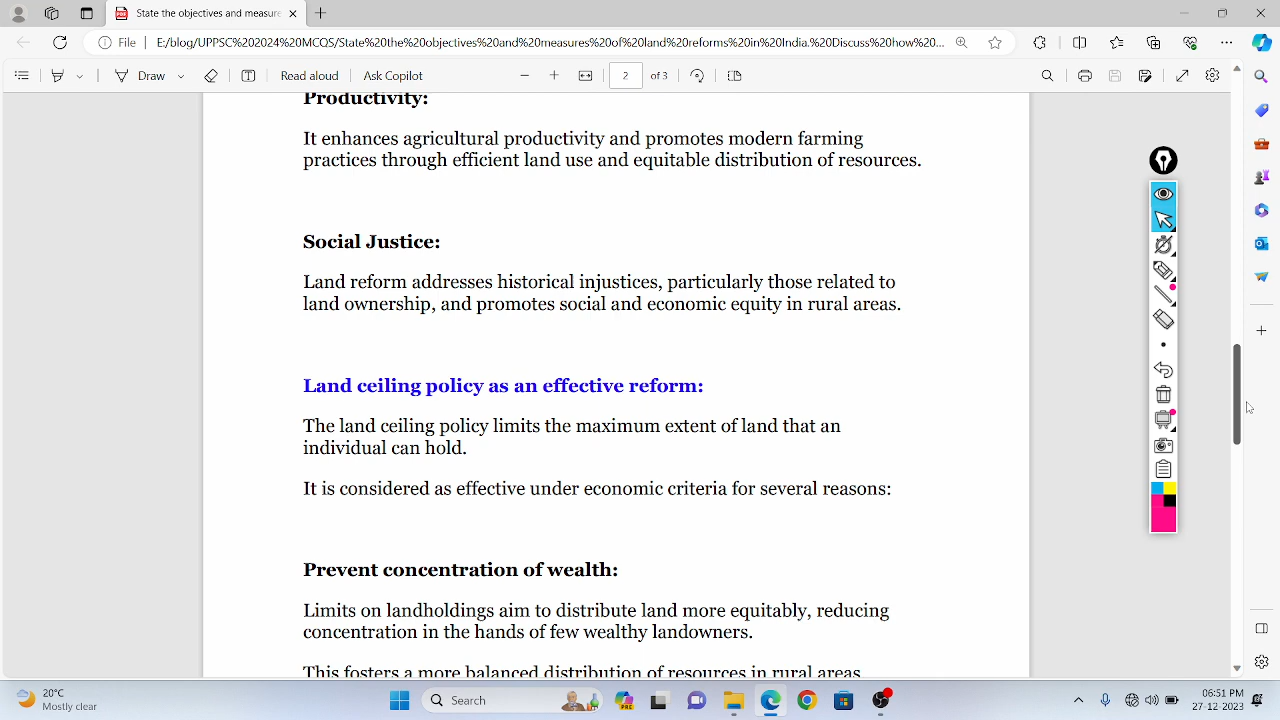 State the objectives and measure
File
E:/blog/UPPSC%202024%20MCQS/State%20the%20objectives%20and%20measures%20of%20land%20reforms%20in%20India.%20Discuss%20how%20...
Draw
Read aloud
Ask Copilot
2
of 3
Productivity:
It enhances agricultural productivity and promotes modern farming
practices through efficient land use and equitable distribution of resources.
Social Justice:
Land reform addresses historical injustices, particularly those related to
land ownership, and promotes social and economic equity in rural areas.
Land ceiling policy as an effective reform:
The land ceiling policy limits the maximum extent of land that an
individual can hold.
It is considered as effective under economic criteria for several reasons:
Prevent concentration of wealth:
Limits on landholdings aim to distribute land more equitably, reducing
concentration in the hands of few wealthy landowners.
This fosters a more balanced distribution of resources in rural areas.
20°C
Mostly clear
Search
PRE
06:51 PM
27-12-2023